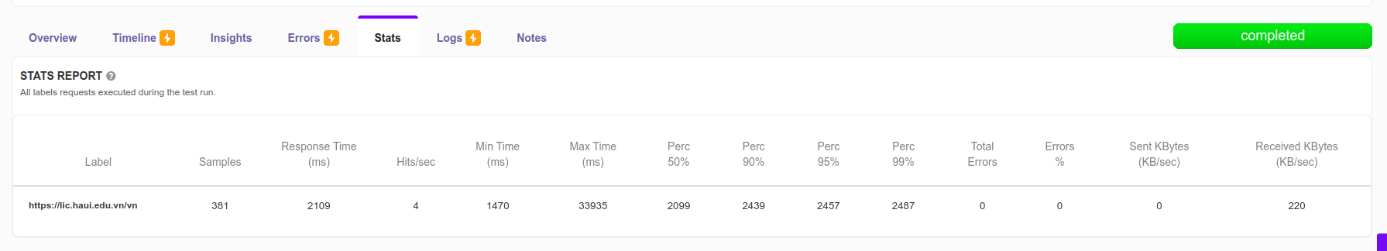 Overview Timeline Insights Errors Stats Logs Notes completed
STATS REPORT
All labels requests executed during the test run.
Label Samples Response Time (ms) Hits/sec Min Time (ms) Max Time (ms) Perc 50% Perc 90% Perc 95% Perc 99% Total Errors Errors % Sent KBytes (KB/sec) Received KBytes (KB/sec)
https://lic.haui.edu.vn/vn 381 2109 4 1470 33935 2099 2439 2457 2487 0 0 0 220